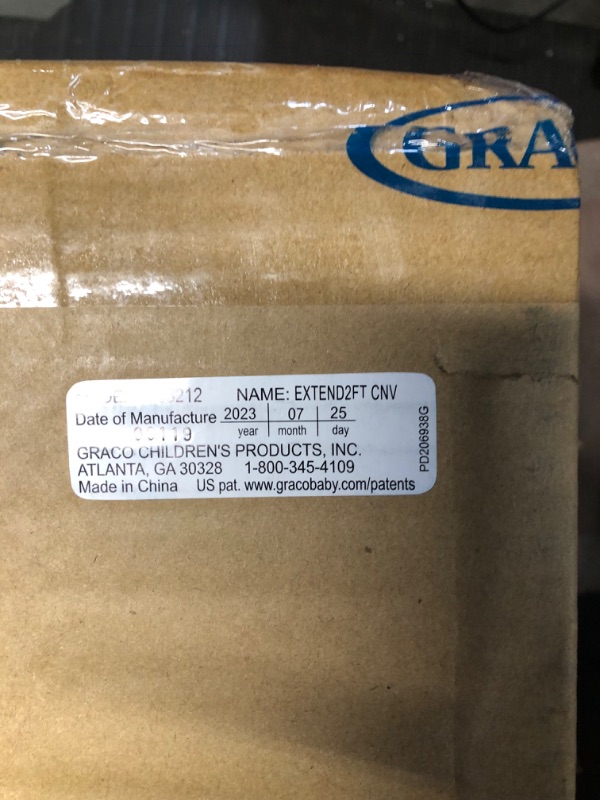 GRA
NAME: EXTEND2FT CNV
Date of Manufacture 2023 07 25
year month day
GRACO CHILDREN'S PRODUCTS, INC.
ATLANTA, GA 30328 1-800-345-4109
Made in China US pat. www.gracobaby.com/patents
PD206938G